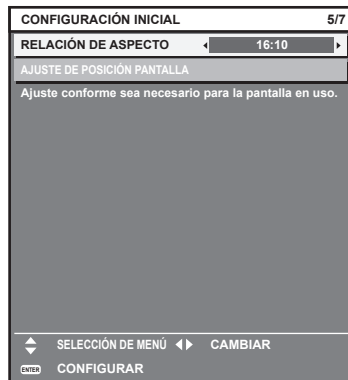 CONFIGURACIÓN INICIAL 5/7
RELACIÓN DE ASPECTO 16:10
AJUSTE DE POSICIÓN PANTALLA
Ajuste conforme sea necesario para la pantalla en uso.
SELECCIÓN DE MENÚ CAMBIAR
ENTER CONFIGURAR